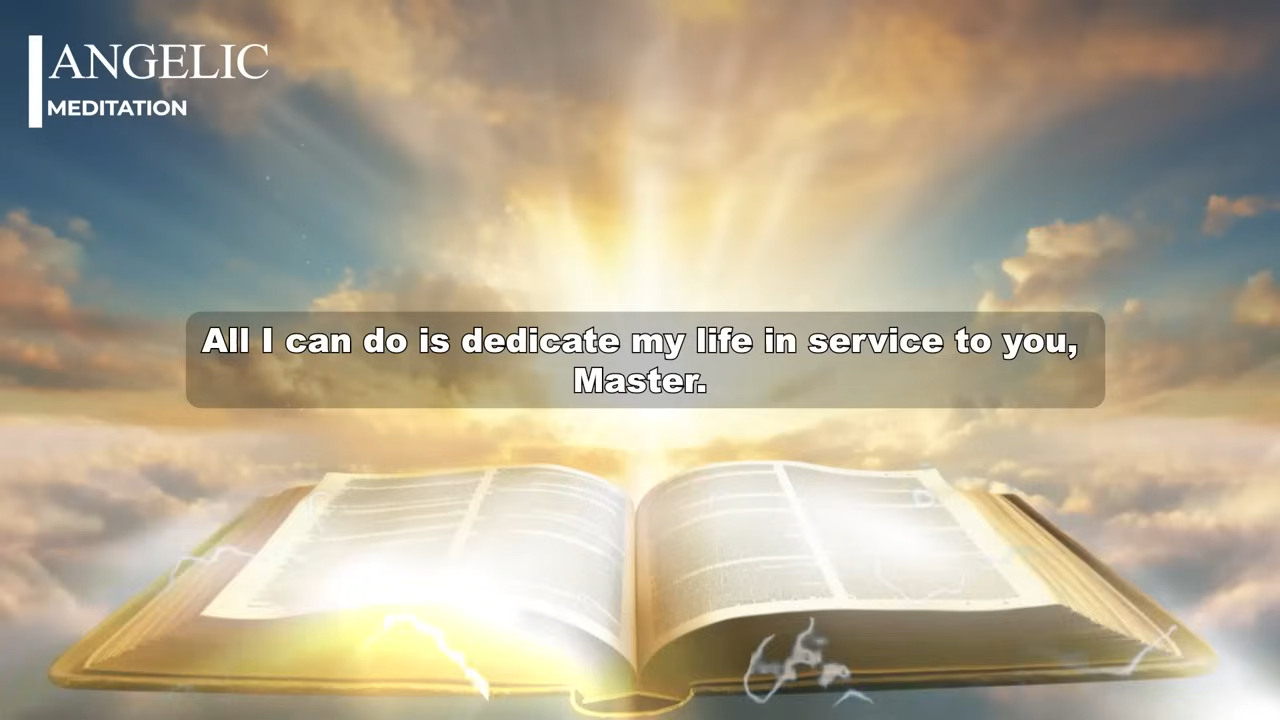 ANGELIC
MEDITATION
All I can do is dedicate my life in service to you,
Master.